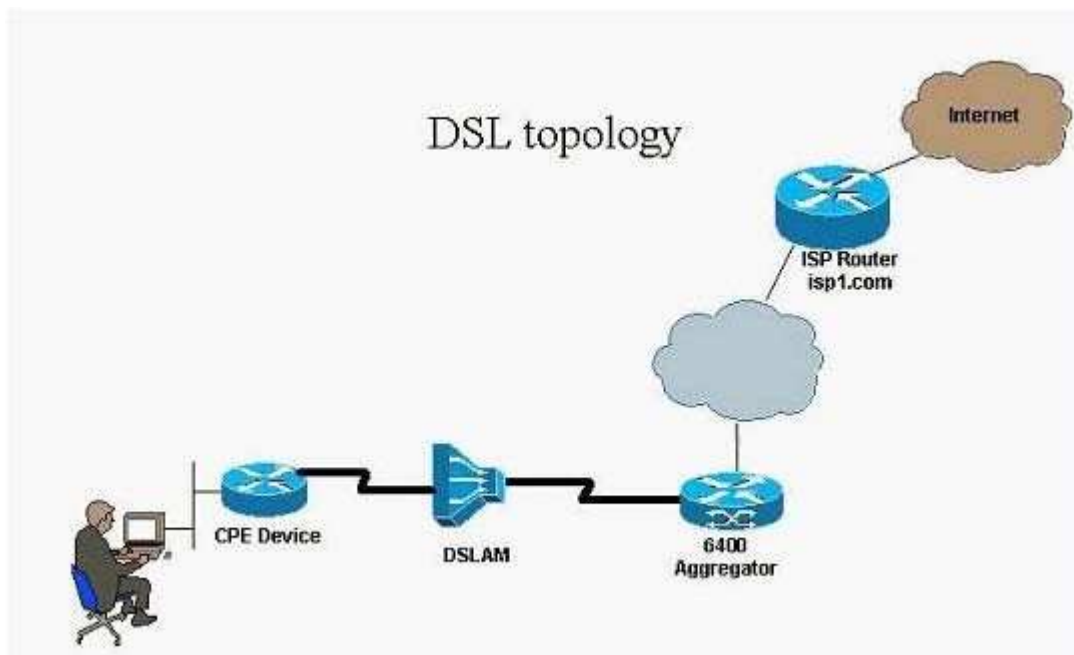 DSL topology
Internet
ISP Router
isp1.com
CPE Device
DSLAM
6400
Aggregator